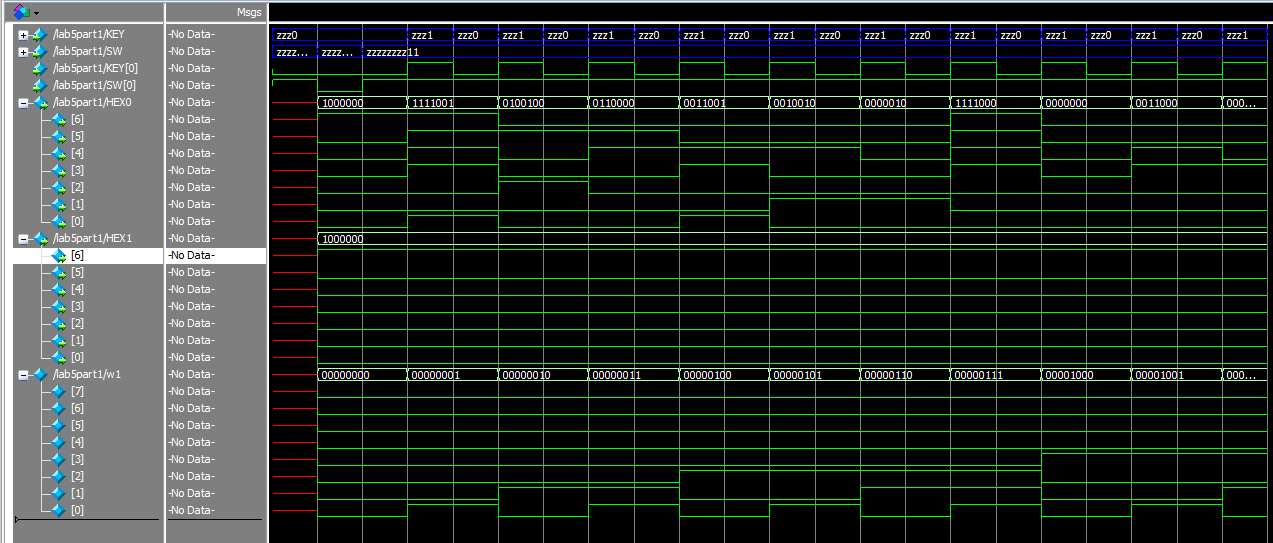 Msgs
/lab5part1/KEY -No Data- zzz0 zzz1 zzz0 zzz1 zzz0 zzz1 zzz0 zzz1 zzz0 zzz1 zzz0 zzz1 zzz0 zzz1 zzz0 zzz1 zzz0 zzz1 zzz0 zzz1
/lab5part1/SW -No Data- zzzz... zzzz... zzzzzzzz11
/lab5part1/KEY[0] -No Data-
/lab5part1/SW[0] -No Data-
/lab5part1/HEX0 -No Data- 1000000 1111001 0100100 0110000 0011001 0010010 0000010 1111000 0000000 0011000 000...
[6] -No Data-
[5] -No Data-
[4] -No Data-
[3] -No Data-
[2] -No Data-
[1] -No Data-
[0] -No Data-
/lab5part1/HEX1 -No Data- 1000000
[6] -No Data-
[5] -No Data-
[4] -No Data-
[3] -No Data-
[2] -No Data-
[1] -No Data-
[0] -No Data-
/lab5part1/w1 -No Data- 00000000 00000001 00000010 00000011 00000100 00000101 00000110 00000111 00001000 00001001 000...
[7] -No Data-
[6] -No Data-
[5] -No Data-
[4] -No Data-
[3] -No Data-
[2] -No Data-
[1] -No Data-
[0] -No Data-